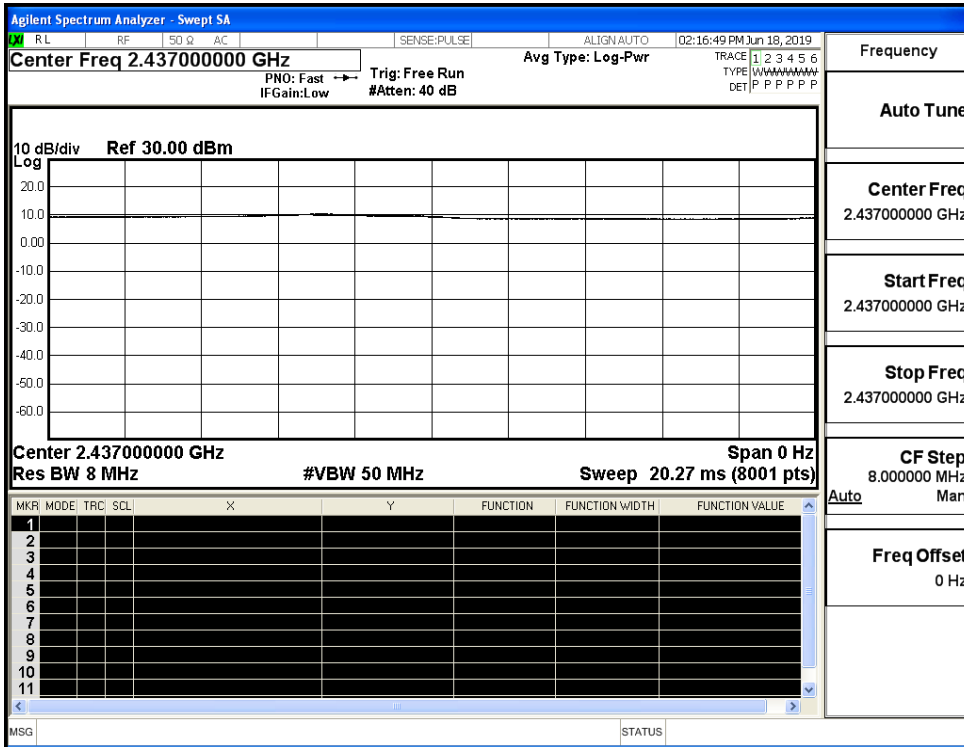 Agilent Spectrum Analyzer - Swept SA
LXI RL RF 50 Ω AC SENSE:PULSE ALIGN AUTO 02:16:49 PM Jun 18, 2019
Center Freq 2.437000000 GHz
Avg Type: Log-Pwr
TRACE 1 2 3 4 5 6
PNO: Fast
Trig: Free Run
TYPE WWWWWW
IFGain:Low
#Atten: 40 dB
DET P P P P P P
10 dB/div Ref 30.00 dBm
Log
20.0
10.0
0.00
-10.0
-20.0
-30.0
-40.0
-50.0
-60.0
Center 2.437000000 GHz Span 0 Hz
Res BW 8 MHz #VBW 50 MHz Sweep 20.27 ms (8001 pts)
MKR MODE TRC SCL X Y FUNCTION FUNCTION WIDTH FUNCTION VALUE
1
2
3
4
5
6
7
8
9
10
11
MSG STATUS
Frequency
Auto Tune
Center Freq
2.437000000 GHz
Start Freq
2.437000000 GHz
Stop Freq
2.437000000 GHz
CF Step
8.000000 MHz
Auto Man
Freq Offset
0 Hz